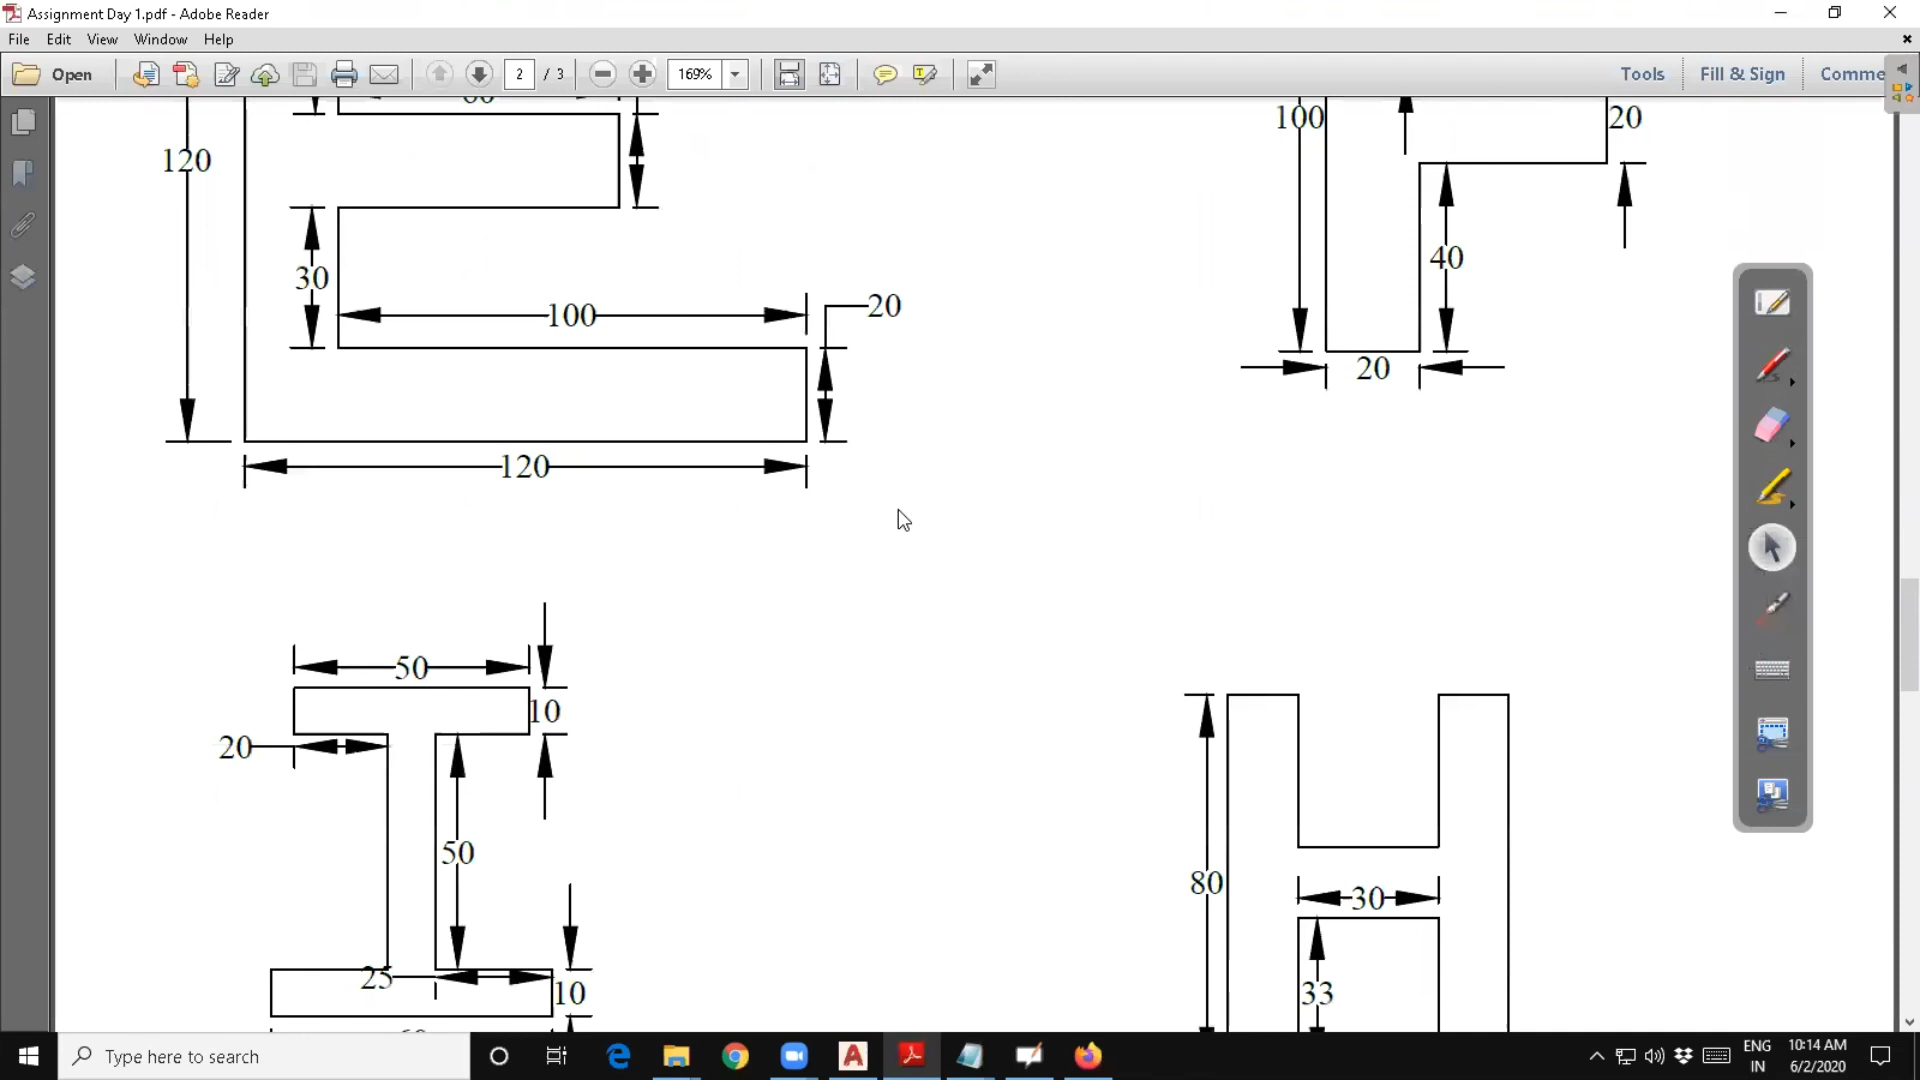 Assignment Day 1.pdf - Adobe Reader
File Edit View Window Help
Open 2 / 3 169% Tools Fill & Sign Comme
60
120
100
20
30
40
100
20
20
120
50
10
20
50
80
30
25
10
33
Type here to search
ENG
IN
10:14 AM
6/2/2020